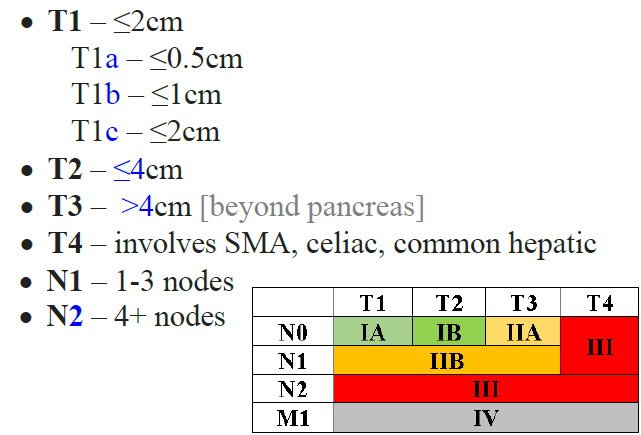 • T1 – ≤2cm
T1a – ≤0.5cm
T1b – ≤1cm
T1c – ≤2cm
• T2 – ≤4cm
• T3 – >4cm [beyond pancreas]
• T4 – involves SMA, celiac, common hepatic
• N1 – 1-3 nodes
• N2 – 4+ nodes
T1 T2 T3 T4
N0 IA IB IIA III
N1 IIB
N2 III
M1 IV